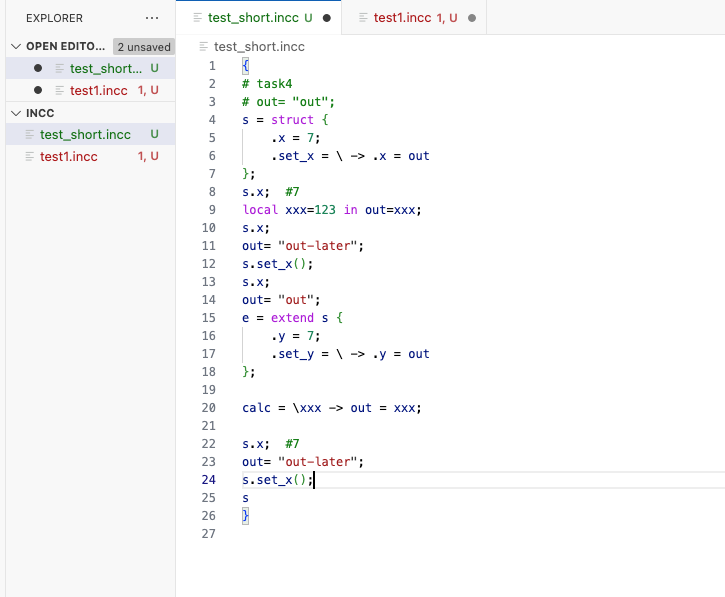 EXPLORER ···
OPEN EDITO... 2 unsaved
test_short... U
test1.incc 1, U
INCC
test_short.incc U
test1.incc 1, U
test_short.incc U
test1.incc 1, U
test_short.incc
1 {
2 # task4
3 # out= "out";
4 s = struct {
5 .x = 7;
6 .set_x = \ -> .x = out
7 };
8 s.x; #7
9 local xxx=123 in out=xxx;
10 s.x;
11 out= "out-later";
12 s.set_x();
13 s.x;
14 out= "out";
15 e = extend s {
16 .y = 7;
17 .set_y = \ -> .y = out
18 };
19
20 calc = \xxx -> out = xxx;
21
22 s.x; #7
23 out= "out-later";
24 s.set_x();
25 s
26 }
27